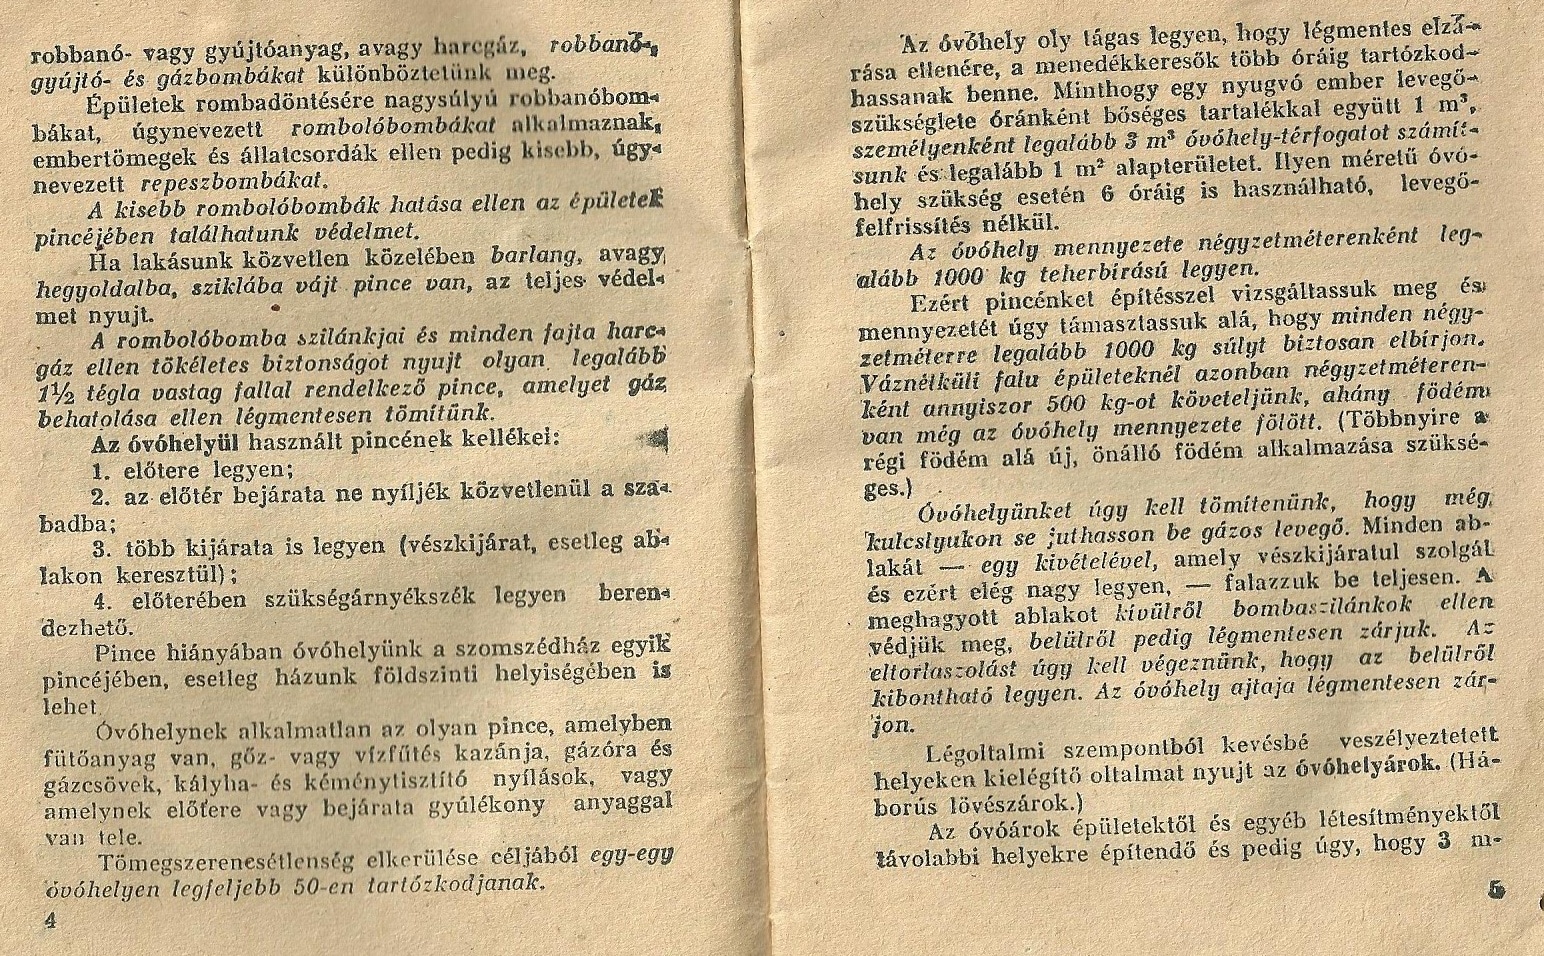 robbanó- vagy gyújtóanyag, avagy harcgáz, robbanó-,
gyújtó- és gázbombákat különböztetünk meg.
Épületek rombadöntésére nagysúlyú robbanóbom-
bákat, úgynevezett rombolóbombákat alkalmaznak,
embertömegek és állatcsordák ellen pedig kisebb, úgy-
nevezett repeszbombákat.
A kisebb rombolóbombák hatása ellen az épületek
pincéjében találhatunk védelmet.
Ha lakásunk közvetlen közelében barlang, avagy
hegyoldalba, sziklába vájt pince van, az teljes védel-
met nyujt.
A rombolóbomba szilánkjai és minden fajta harc-
gáz ellen tökéletes biztonságot nyujt olyan legalább
1½ tégla vastag fallal rendelkező pince, amelyet gáz
behatolása ellen légmentesen tömítünk.
Az óvóhelyül használt pincének kellékei:
1. előtere legyen;
2. az előtér bejárata ne nyíljék közvetlenül a sza-
badba;
3. több kijárata is legyen (vészkijárat, esetleg ab-
lakon keresztül);
4. előterében szükségárnyékszék legyen beren-
dezhető.
Pince hiányában óvóhelyünk a szomszédház egyik
pincéjében, esetleg házunk földszinti helyiségében is
lehet.
Óvóhelynek alkalmatlan az olyan pince, amelyben
fütőanyag van, gőz- vagy vízfűtés kazánja, gázóra és
gázcsövek, kályha- és kéménytisztító nyílások, vagy
amelynek előtere vagy bejárata gyúlékony anyaggal
van tele.
Tömegszerencsétlenség elkerülése céljából egy-egy
óvóhelyen legfeljebb 50-en tartózkodjanak.
4
Az óvóhely oly tágas legyen, hogy légmentes elzá-
rása ellenére, a menedékkeresők több óráig tartózkod-
hassanak benne. Minthogy egy nyugvó ember levegő-
szükséglete óránként bőséges tartalékkal együtt 1 m³,
személyenként legalább 3 m³ óvóhely-térfogatot számít-
sunk és legalább 1 m² alapterületet. Ilyen méretű óvó-
hely szükség esetén 6 óráig is használható, levegő-
felfrissítés nélkül.
Az óvóhely mennyezete négyzetméterenként leg-
alább 1000 kg teherbírású legyen.
Ezért pincénket építésszel vizsgáltassuk meg és
mennyezetét úgy támasztassuk alá, hogy minden négy-
zetméterre legalább 1000 kg súlyt biztosan elbírjon.
Váznélküli falu épületeknél azonban négyzetméteren-
ként annyiszor 500 kg-ot követeljünk, ahány födém
van még az óvóhely mennyezete fölött. (Többnyire a
régi födém alá új, önálló födém alkalmazása szüksé-
ges.)
Óvóhelyünket úgy kell tömítenünk, hogy még
kulcslyukon se juthasson be gázos levegő. Minden ab-
lakát — egy kivételével, amely vészkijáratul szolgál
és ezért elég nagy legyen, — falazzuk be teljesen. A
meghagyott ablakot kívülről bombaszilánkok ellen
védjük meg, belülről pedig légmentesen zárjuk. Az
eltorlaszolást úgy kell végeznünk, hogy az belülről
kibontható legyen. Az óvóhely ajtaja légmentesen zár-
jon.
Légoltalmi szempontból kevésbé veszélyeztetett
helyeken kielégítő oltalmat nyujt az óvóhelyárok. (Há-
borús lövészárok.)
Az óvóárok épületektől és egyéb létesítményektől
távolabbi helyekre építendő és pedig úgy, hogy 3 m-
5